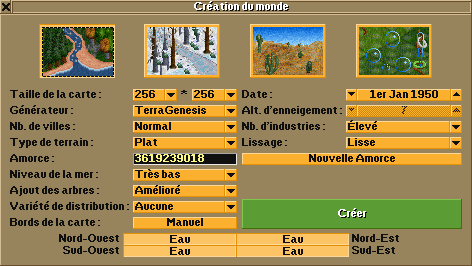 Création du monde
Taille de la carte : 256 * 256 Date : 1er Jan 1950
Générateur : TerraGenesis Alt. d'enneigement : 7
Nb. de villes : Normal Nb. d'industries : Élevé
Type de terrain : Plat Lissage : Lisse
Amorce : 3619239018 Nouvelle Amorce
Niveau de la mer : Très bas
Ajout des arbres : Amélioré
Variété de distribution : Aucune
Créer
Bords de la carte : Manuel
Nord-Ouest Eau Eau Nord-Est
Sud-Ouest Eau Eau Sud-Est